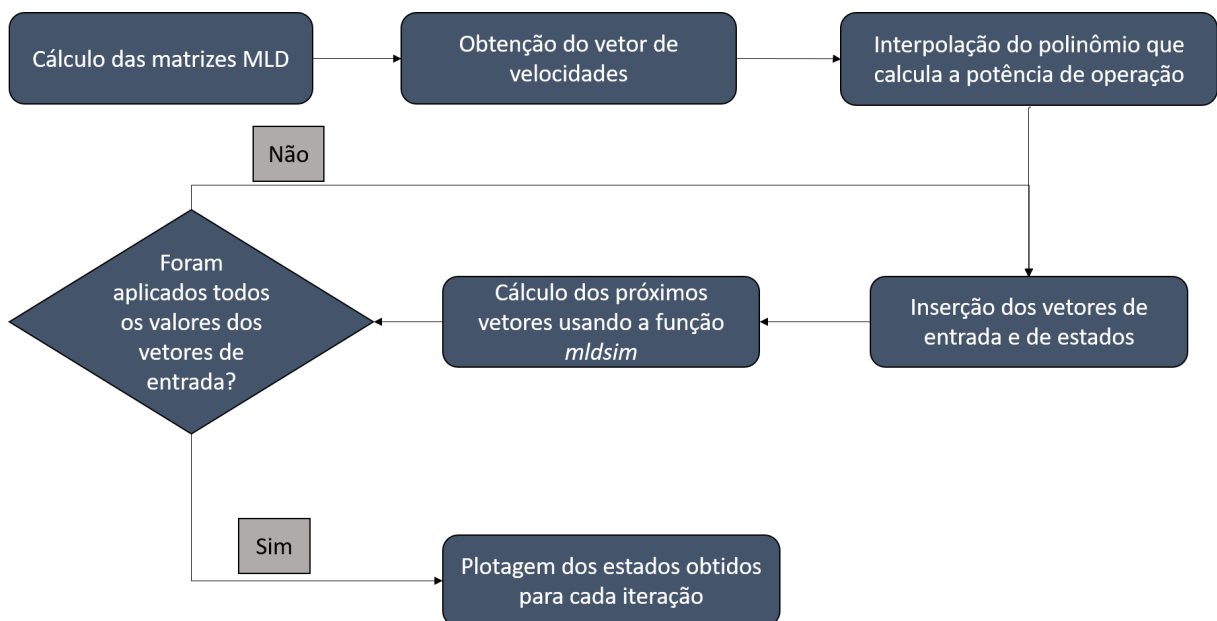 Cálculo das matrizes MLD
Obtenção do vetor de
velocidades
Interpolação do polinômio que
calcula a potência de operação
Não
Foram
aplicados todos
os valores dos
vetores de
entrada?
Cálculo dos próximos
vetores usando a função
mldsim
Inserção dos vetores de
entrada e de estados
Sim
Plotagem dos estados obtidos
para cada iteração